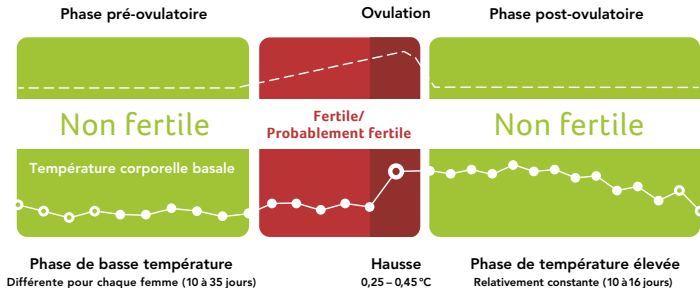 Phase pré-ovulatoire
Ovulation
Phase post-ovulatoire
Non fertile
Fertile/
Probablement fertile
Non fertile
Température corporelle basale
Phase de basse température
Différente pour chaque femme (10 à 35 jours)
Hausse
0,25 – 0,45 °C
Phase de température élevée
Relativement constante (10 à 16 jours)